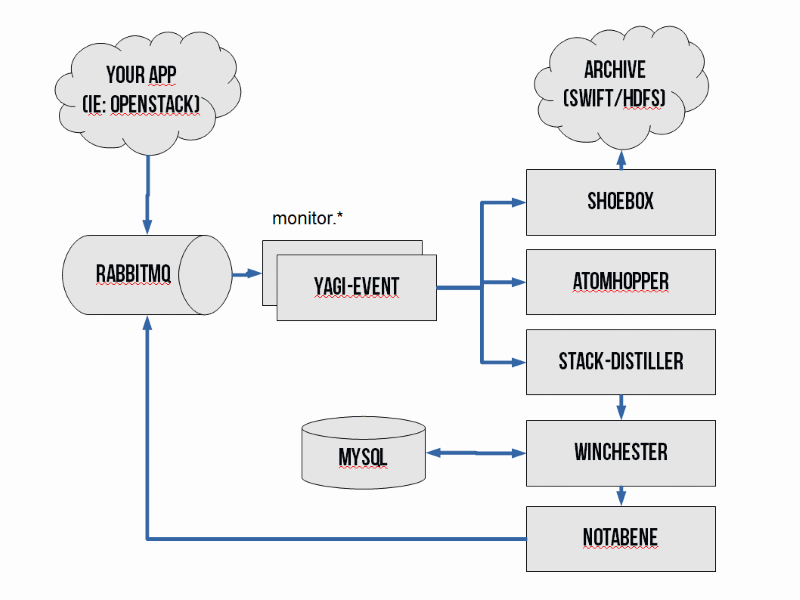 YOUR APP
(IE: OPENSTACK)
ARCHIVE
(SWIFT/HDFS)
SHOEBOX
monitor.*
RABBITMQ
YAGI-EVENT
ATOMHOPPER
STACK-DISTILLER
MYSQL
WINCHESTER
NOTABENE